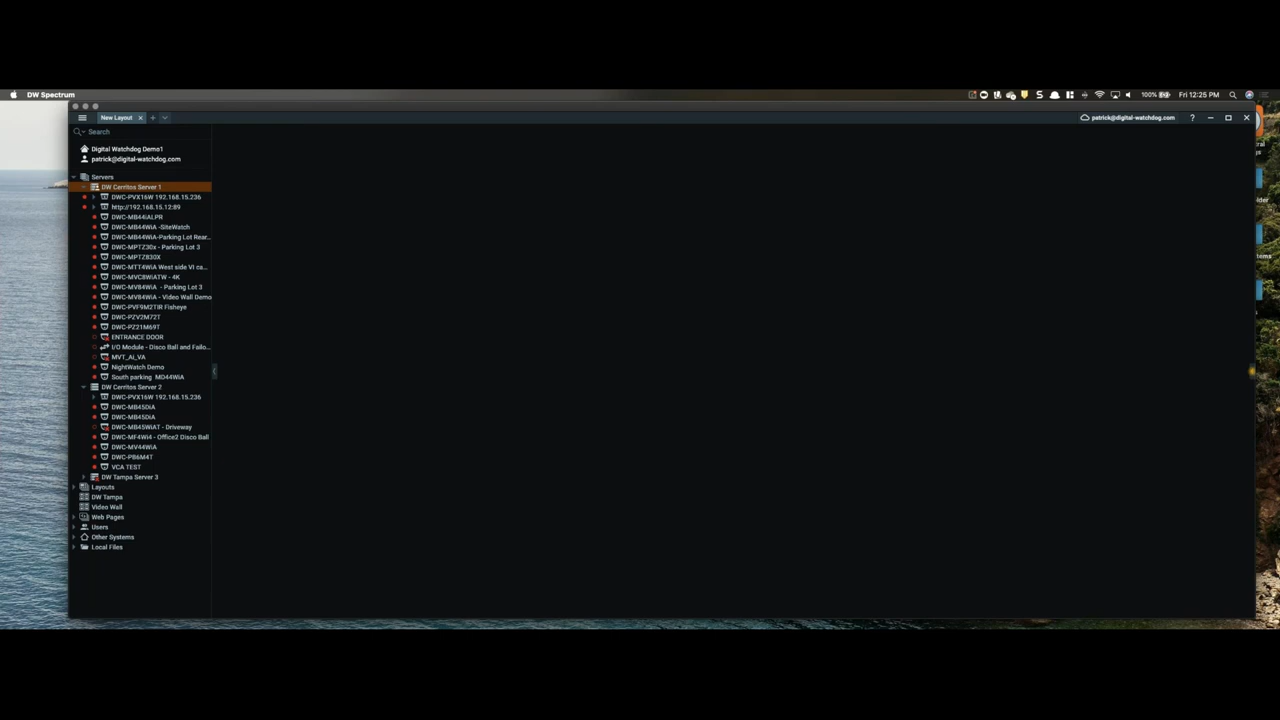 DW Spectrum
100%
Fri 12:25 PM
New Layout
patrick@digital-watchdog.com
?
Search
Digital Watchdog Demo1
patrick@digital-watchdog.com
Servers
DW Cerritos Server 1
DWC-PVX16W 192.168.15.236
http://192.168.15.12:89
DWC-MB44iALPR
DWC-MB44WiA -SiteWatch
DWC-MB44WiA-Parking Lot Rear...
DWC-MPTZ30x - Parking Lot 3
DWC-MPTZ830X
DWC-MTT4WiA West side VI ca...
DWC-MVC8WiATW - 4K
DWC-MV84WiA - Parking Lot 3
DWC-MV84WiA - Video Wall Demo
DWC-PVF9M2TIR Fisheye
DWC-PZV2M72T
DWC-PZ21M69T
ENTRANCE DOOR
I/O Module - Disco Ball and Failo...
MVT_Ai_VA
NightWatch Demo
South parking MD44WiA
DW Cerritos Server 2
DWC-PVX16W 192.168.15.236
DWC-MB45DiA
DWC-MB45DiA
DWC-MB45WiAT - Driveway
DWC-MF4Wi4 - Office2 Disco Ball
DWC-MV44WiA
DWC-PB6M4T
VCA TEST
DW Tampa Server 3
Layouts
DW Tampa
Video Wall
Web Pages
Users
Other Systems
Local Files